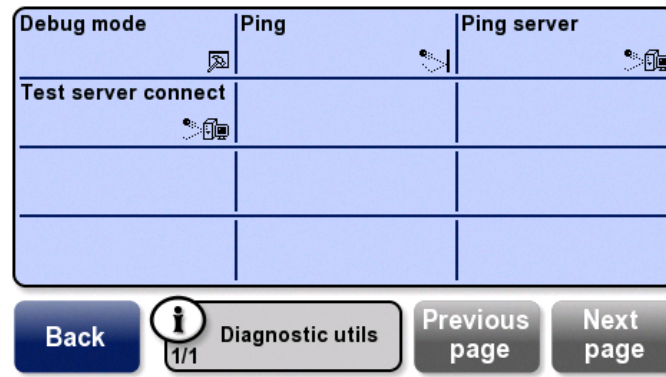 Debug mode
Ping
Ping server
Test server connect
Back
i
1/1
Diagnostic utils
Previous
page
Next
page